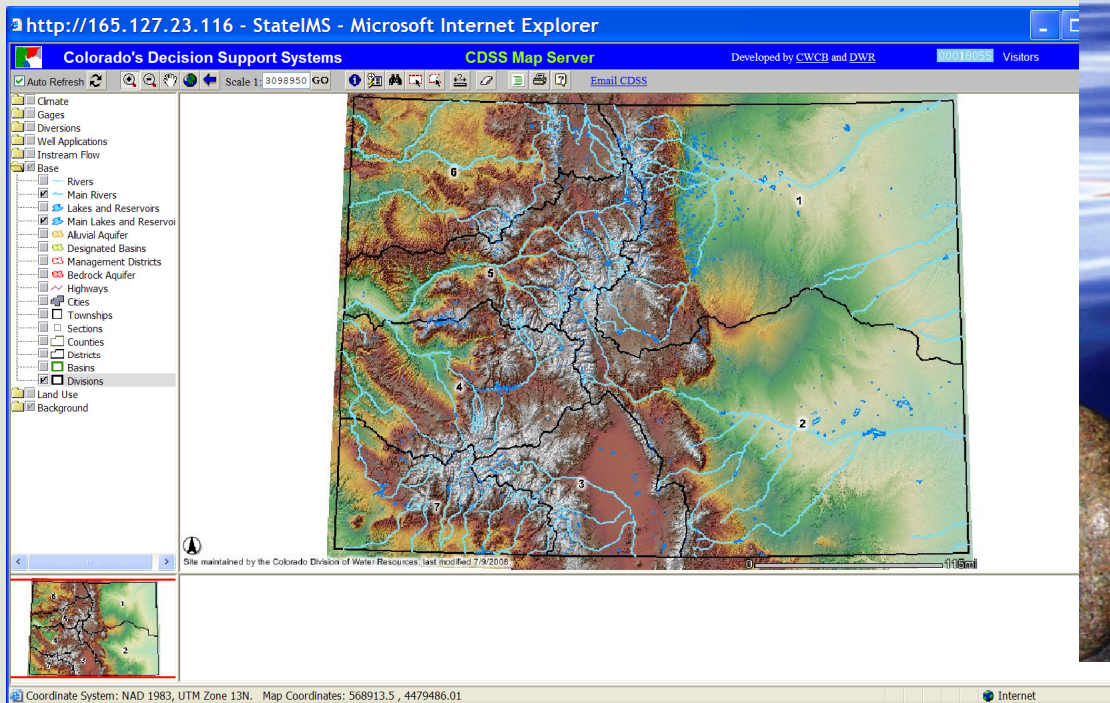 http://165.127.23.116 - StateIMS - Microsoft Internet Explorer
Colorado's Decision Support Systems CDSS Map Server Developed by CWCB and DWR 00018055 Visitors
Auto Refresh Scale 1: 3098950 GO Email CDSS
Climate
Gages
Diversions
Well Applications
Instream Flow
Base
Rivers
Main Rivers
Lakes and Reservoirs
Main Lakes and Reservoi
Alluvial Aquifer
Designated Basins
Management Districts
Bedrock Aquifer
Highways
Cities
Townships
Sections
Counties
Districts
Basins
Divisions
Land Use
Background
6
1
5
4
2
3
7
Site maintained by the Colorado Division of Water Resources, last modified 7/9/2006
0 115mi
6
1
4
2
3
Coordinate System: NAD 1983, UTM Zone 13N. Map Coordinates: 568913.5 , 4479486.01 Internet